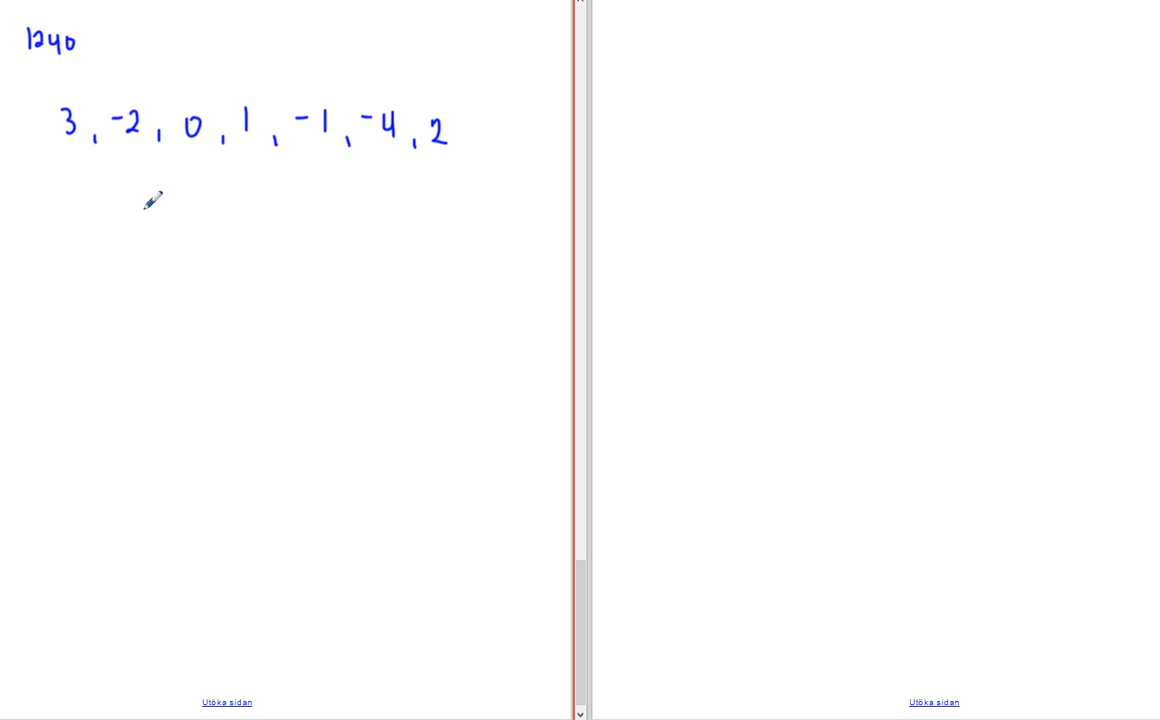 1240
3, -2, 0, 1, -1, -4, 2
Utöka sidan
Utöka sidan